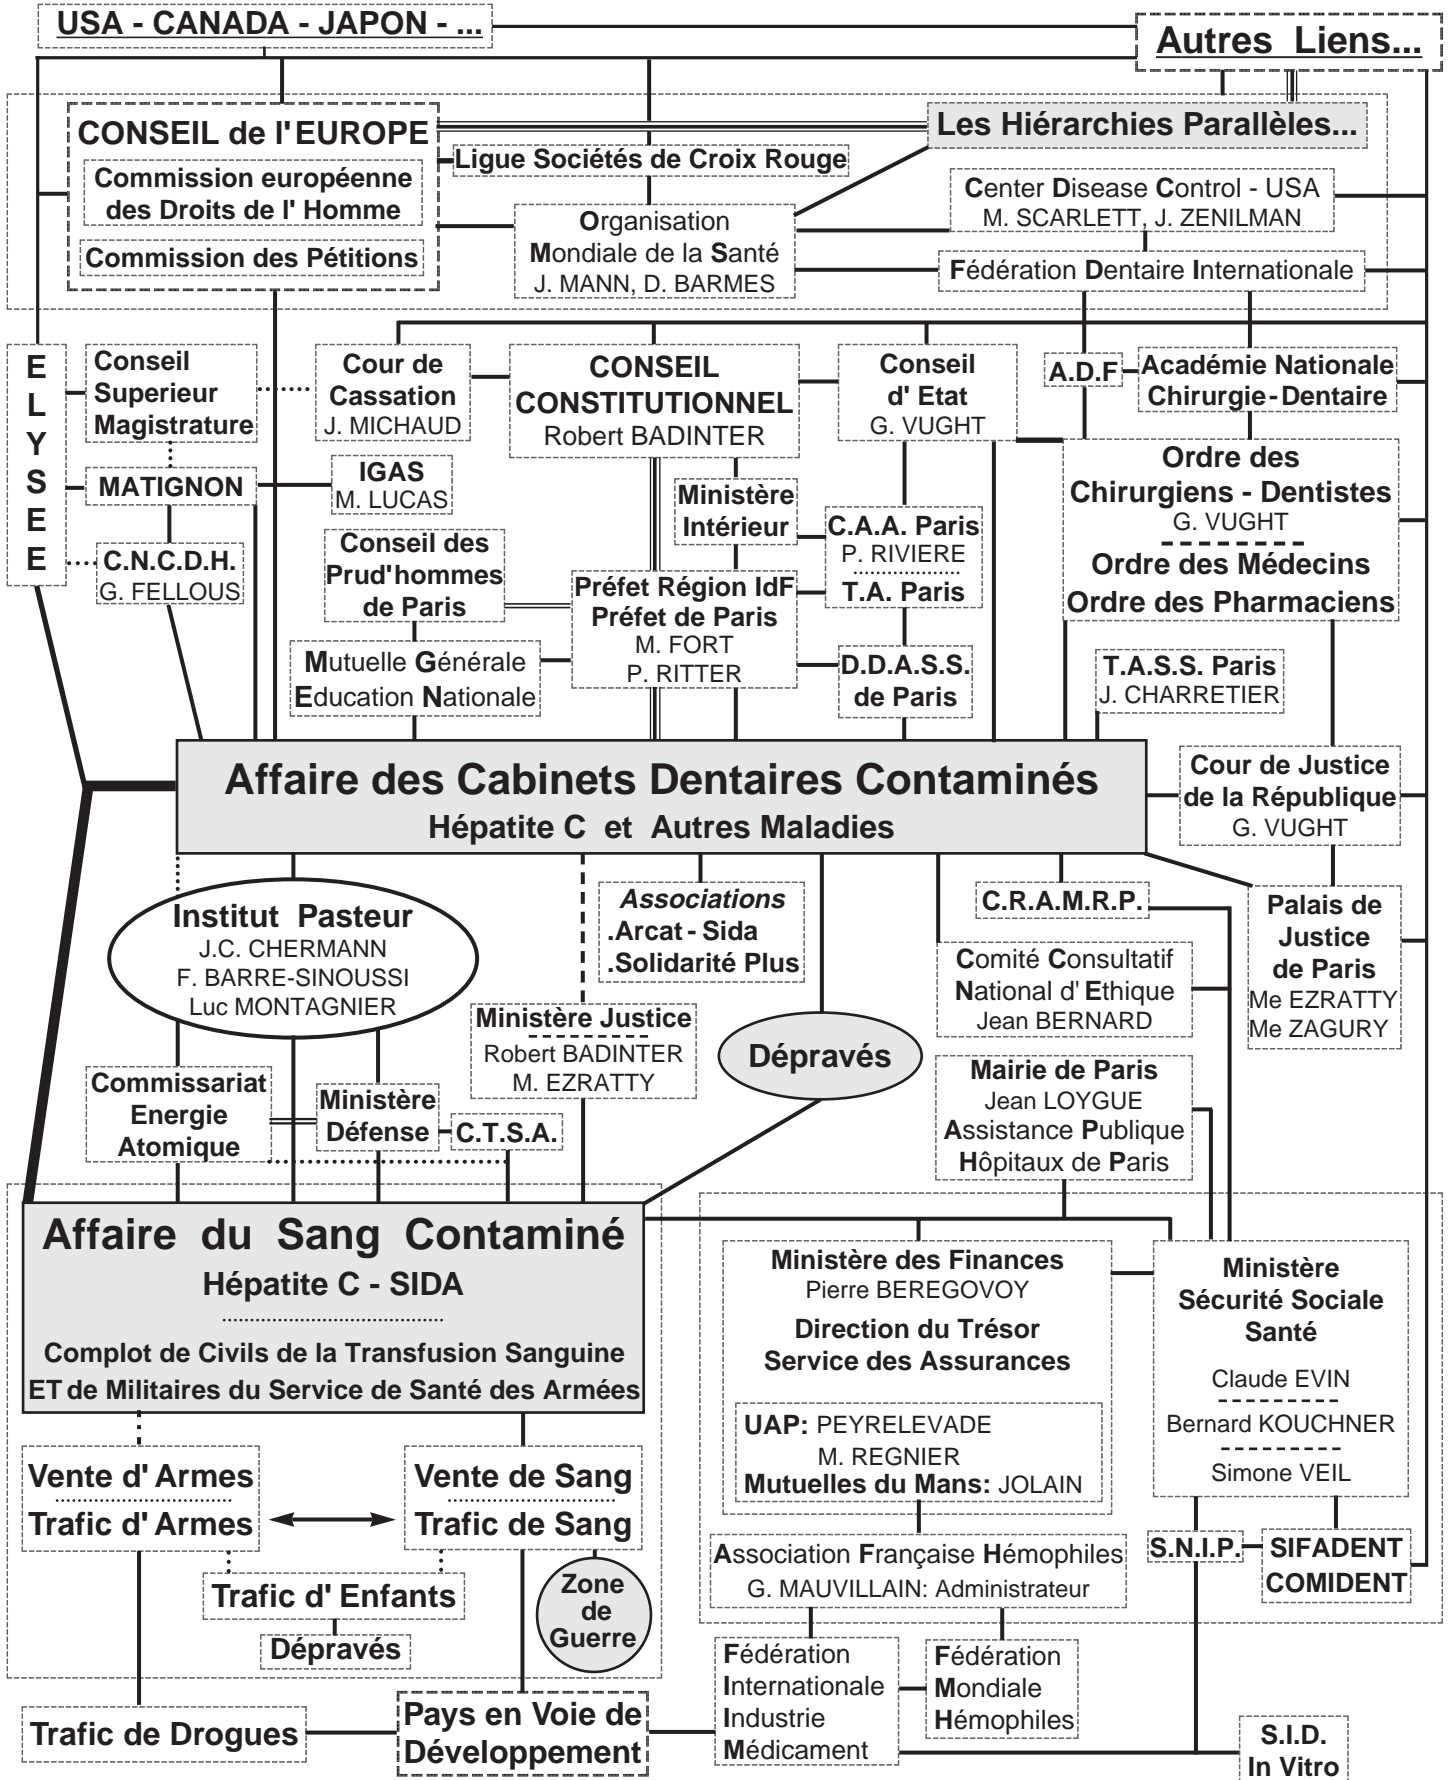 USA - CANADA - JAPON - ...
Autres Liens...
CONSEIL de l' EUROPE
Commission européenne
des Droits de l' Homme
Commission des Pétitions
Les Hiérarchies Parallèles...
Ligue Sociétés de Croix Rouge
Organisation
Mondiale de la Santé
J. MANN, D. BARMES
Center Disease Control - USA
M. SCARLETT, J. ZENILMAN
Fédération Dentaire Internationale
E
L
Y
S
E
E
Conseil
Superieur
Magistrature
Cour de
Cassation
J. MICHAUD
CONSEIL
CONSTITUTIONNEL
Robert BADINTER
Conseil
d' Etat
G. VUGHT
A.D.F
Académie Nationale
Chirurgie-Dentaire
MATIGNON
IGAS
M. LUCAS
Ministère
Intérieur
Ordre des
Chirurgiens - Dentistes
G. VUGHT
Ordre des Médecins
Ordre des Pharmaciens
C.N.C.D.H.
G. FELLOUS
Conseil des
Prud'hommes
de Paris
C.A.A. Paris
P. RIVIERE
T.A. Paris
Préfet Région IdF
Préfet de Paris
M. FORT
P. RITTER
Mutuelle Générale
Education Nationale
D.D.A.S.S.
de Paris
T.A.S.S. Paris
J. CHARRETIER
Affaire des Cabinets Dentaires Contaminés
Hépatite C et Autres Maladies
Cour de Justice
de la République
G. VUGHT
Institut Pasteur
J.C. CHERMANN
F. BARRE-SINOUSSI
Luc MONTAGNIER
Associations
.Arcat - Sida
.Solidarité Plus
C.R.A.M.R.P.
Palais de
Justice
de Paris
Me EZRATTY
Me ZAGURY
Comité Consultatif
National d' Ethique
Jean BERNARD
Ministère Justice
Robert BADINTER
M. EZRATTY
Dépravés
Mairie de Paris
Jean LOYGUE
Assistance Publique
Hôpitaux de Paris
Commissariat
Energie
Atomique
Ministère
Défense
C.T.S.A.
Affaire du Sang Contaminé
Hépatite C - SIDA
Complot de Civils de la Transfusion Sanguine
ET de Militaires du Service de Santé des Armées
Ministère des Finances
Pierre BEREGOVOY
Direction du Trésor
Service des Assurances
UAP: PEYRELEVADE
M. REGNIER
Mutuelles du Mans: JOLAIN
Ministère
Sécurité Sociale
Santé
Claude EVIN
Bernard KOUCHNER
Simone VEIL
Vente d' Armes
Trafic d' Armes
Vente de Sang
Trafic de Sang
Trafic d' Enfants
Dépravés
Zone
de
Guerre
Association Française Hémophiles
G. MAUVILLAIN: Administrateur
S.N.I.P.
SIFADENT
COMIDENT
Fédération
Internationale
Industrie
Médicament
Fédération
Mondiale
Hémophiles
Trafic de Drogues
Pays en Voie de
Développement
S.I.D.
In Vitro